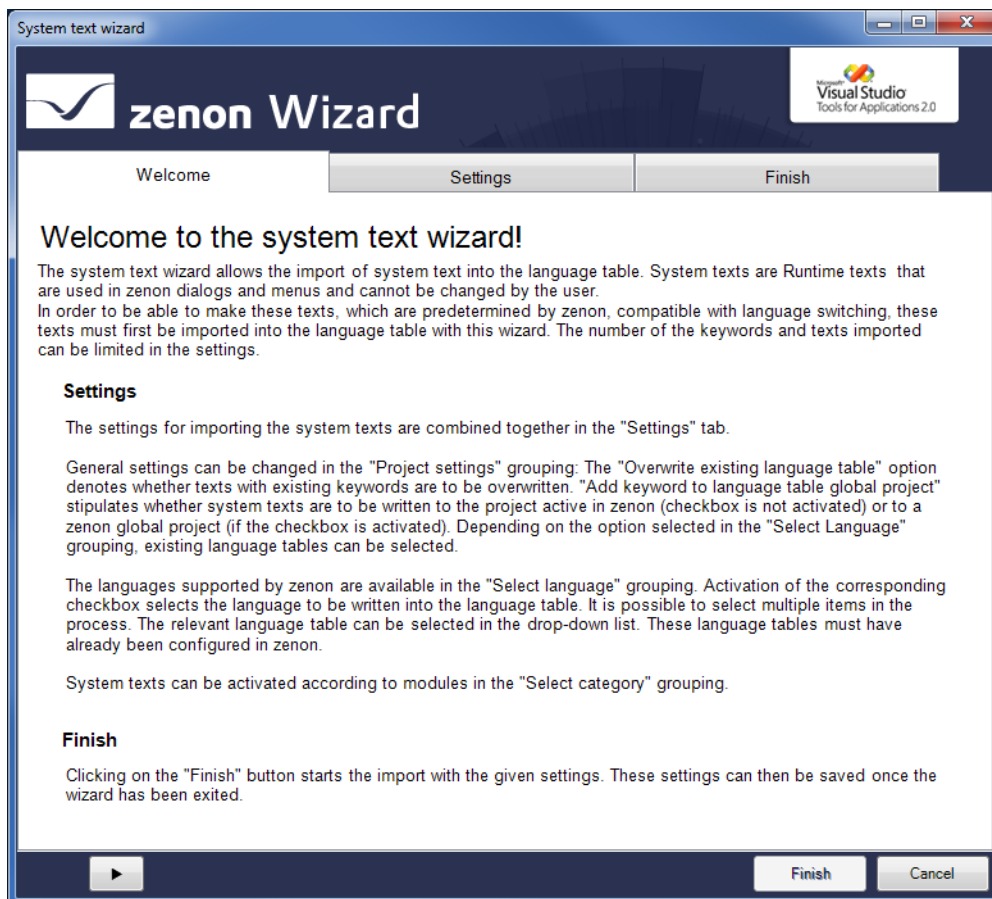 System text wizard
zenon Wizard
Microsoft
Visual Studio
Tools for Applications 2.0
Welcome
Settings
Finish
Welcome to the system text wizard!
The system text wizard allows the import of system text into the language table. System texts are Runtime texts that
are used in zenon dialogs and menus and cannot be changed by the user.
In order to be able to make these texts, which are predetermined by zenon, compatible with language switching, these
texts must first be imported into the language table with this wizard. The number of the keywords and texts imported
can be limited in the settings.
Settings
The settings for importing the system texts are combined together in the "Settings" tab.
General settings can be changed in the "Project settings" grouping: The "Overwrite existing language table" option
denotes whether texts with existing keywords are to be overwritten. "Add keyword to language table global project"
stipulates whether system texts are to be written to the project active in zenon (checkbox is not activated) or to a
zenon global project (if the checkbox is activated). Depending on the option selected in the "Select Language"
grouping, existing language tables can be selected.
The languages supported by zenon are available in the "Select language" grouping. Activation of the corresponding
checkbox selects the language to be written into the language table. It is possible to select multiple items in the
process. The relevant language table can be selected in the drop-down list. These language tables must have
already been configured in zenon.
System texts can be activated according to modules in the "Select category" grouping.
Finish
Clicking on the "Finish" button starts the import with the given settings. These settings can then be saved once the
wizard has been exited.
Finish
Cancel